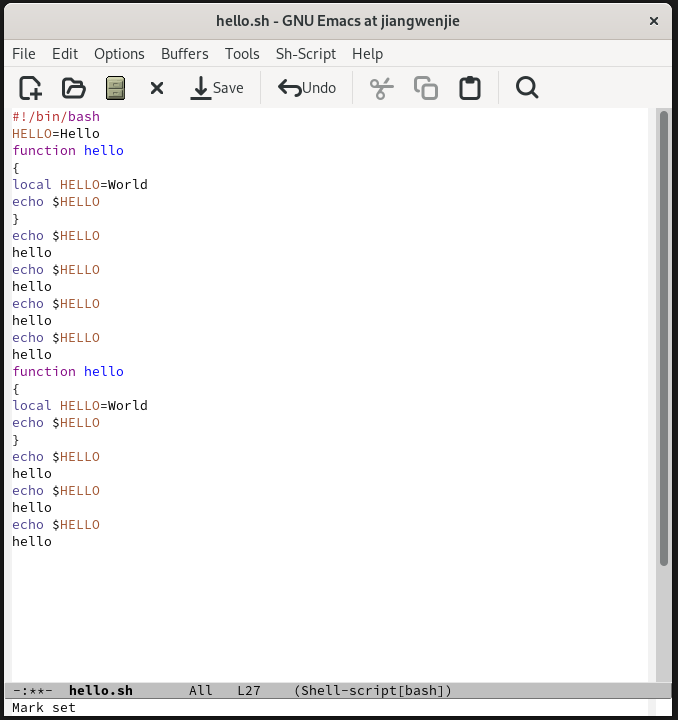 hello.sh - GNU Emacs at jiangwenjie
File Edit Options Buffers Tools Sh-Script Help
Save Undo
#!/bin/bash
HELLO=Hello
function hello
{
local HELLO=World
echo $HELLO
}
echo $HELLO
hello
echo $HELLO
hello
echo $HELLO
hello
echo $HELLO
hello
function hello
{
local HELLO=World
echo $HELLO
}
echo $HELLO
hello
echo $HELLO
hello
echo $HELLO
hello
-:**- hello.sh All L27 (Shell-script[bash])
Mark set